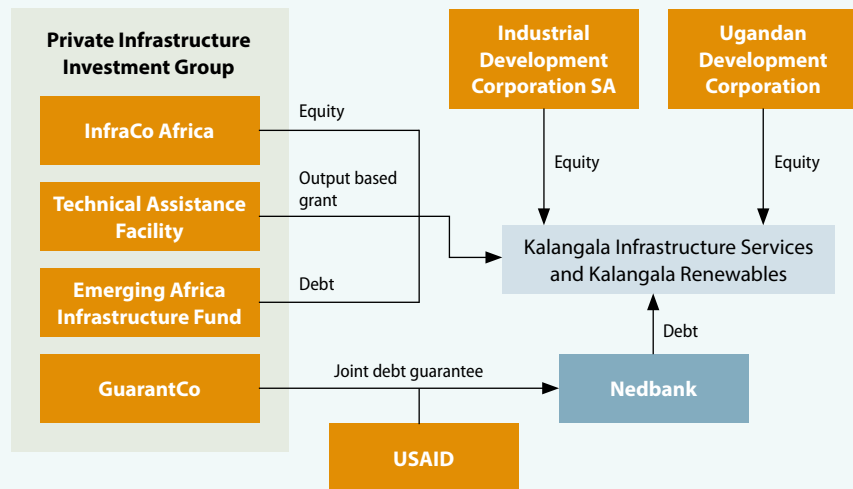 Private Infrastructure
Investment Group
InfraCo Africa
Technical Assistance
Facility
Emerging Africa
Infrastructure Fund
GuarantCo
Equity
Output based
grant
Debt
Joint debt guarantee
USAID
Industrial
Development
Corporation SA
Ugandan
Development
Corporation
Equity
Equity
Kalangala Infrastructure Services
and Kalangala Renewables
Debt
Nedbank